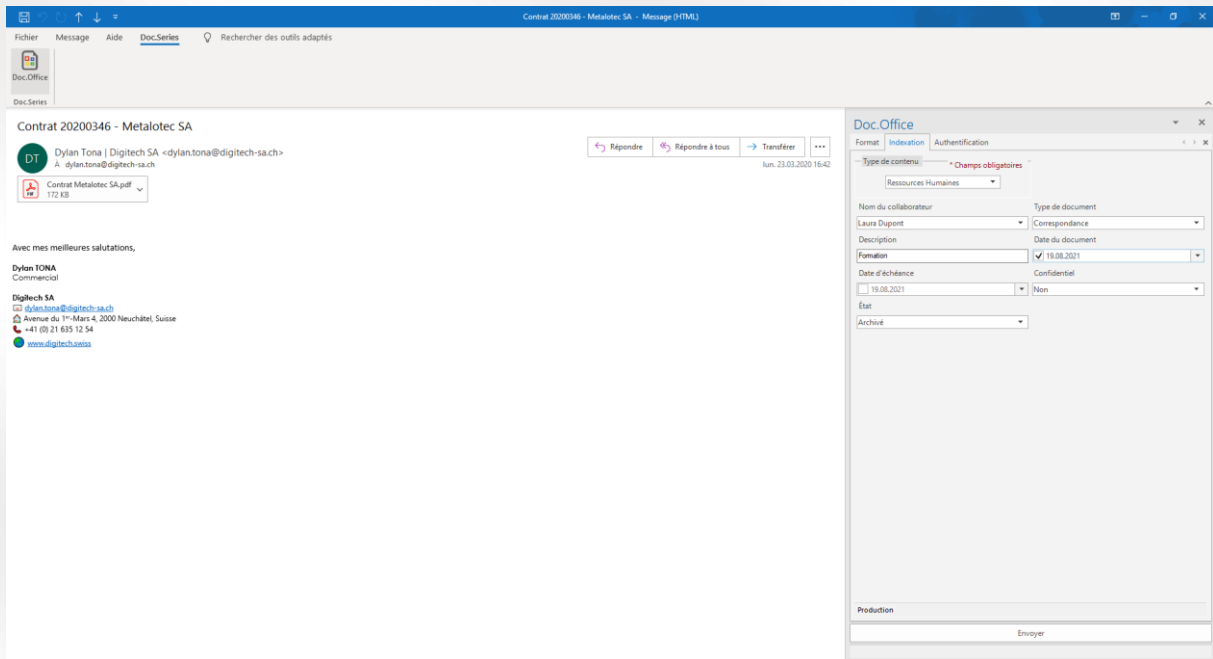 Contrat 20200346 - Metalotec SA - Message (HTML)
Fichier Message Aide Doc.Series Rechercher des outils adaptés
Doc.Office
Doc.Series
Contrat 20200346 - Metalotec SA
DT
Dylan Tona | Digitech SA <dylan.tona@digitech-sa.ch>
À dylan.tona@digitech-sa.ch
Répondre Répondre à tous Transférer ...
lun. 23.03.2020 16:42
Contrat Metalotec SA.pdf
172 KB
Avec mes meilleures salutations,
Dylan TONA
Commercial
Digitech SA
dylan.tona@digitech-sa.ch
Avenue du 1er-Mars 4, 2000 Neuchâtel, Suisse
+41 (0) 21 635 12 54
www.digitech.swiss
Doc.Office
Format Indexation Authentification
Type de contenu * Champs obligatoires
Ressources Humaines
Nom du collaborateur Type de document
Laura Dupont Correspondance
Description Date du document
Formation 19.08.2021
Date d'échéance Confidentiel
19.08.2021 Non
État
Archivé
Production
Envoyer